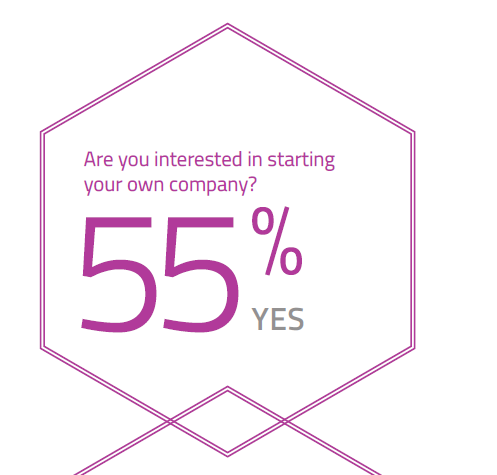 Are you interested in starting
your own company?
55%
YES